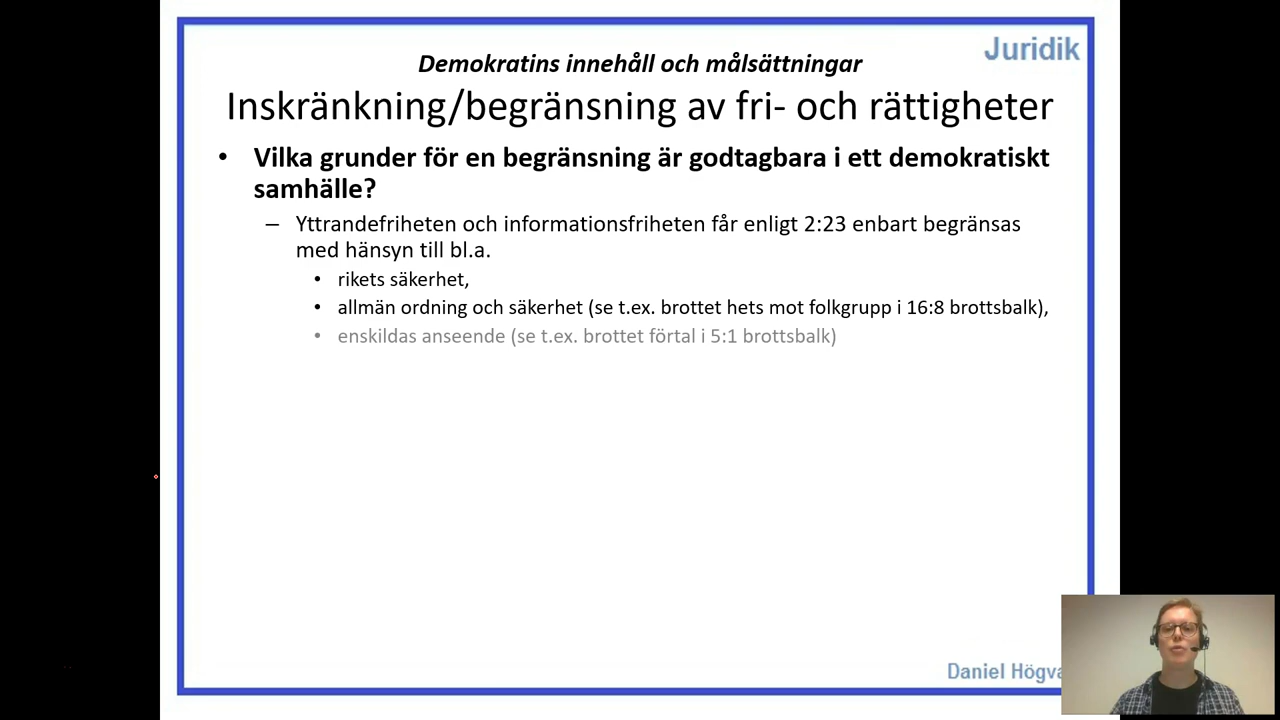 Juridik
Demokratins innehåll och målsättningar
Inskränkning/begränsning av fri- och rättigheter
• Vilka grunder för en begränsning är godtagbara i ett demokratiskt
samhälle?
– Yttrandefriheten och informationsfriheten får enligt 2:23 enbart begränsas
med hänsyn till bl.a.
• rikets säkerhet,
• allmän ordning och säkerhet (se t.ex. brottet hets mot folkgrupp i 16:8 brottsbalk),
• enskildas anseende (se t.ex. brottet förtal i 5:1 brottsbalk)
Daniel